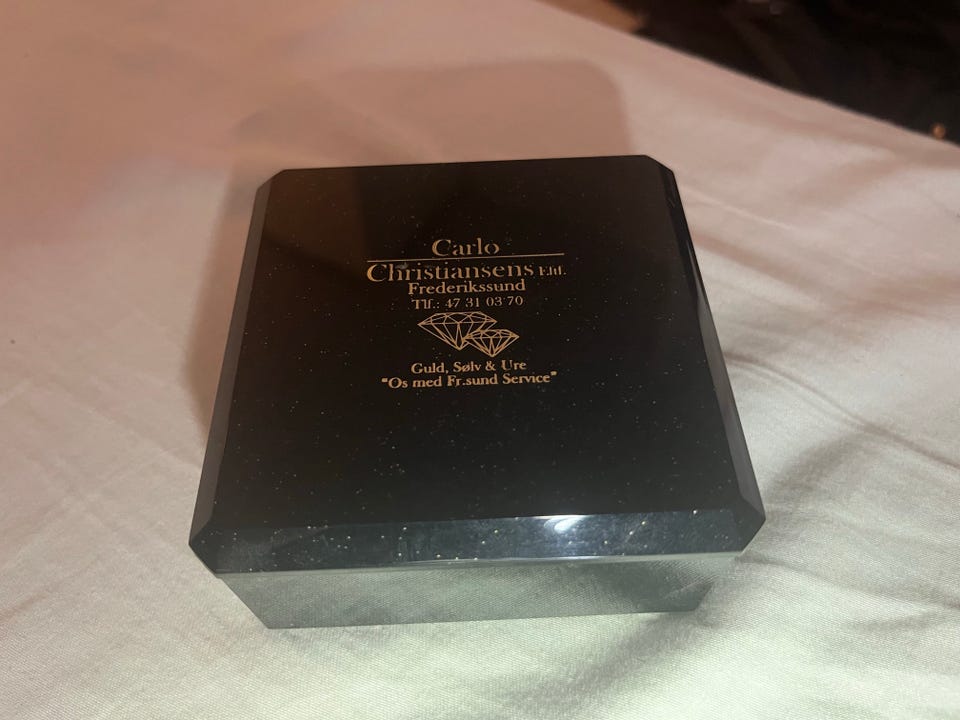 Carlo
Christiansens Eftf.
Frederikssund
Tlf.: 47 31 03 70
Guld, Sølv & Ure
"Os med Fr.sund Service"